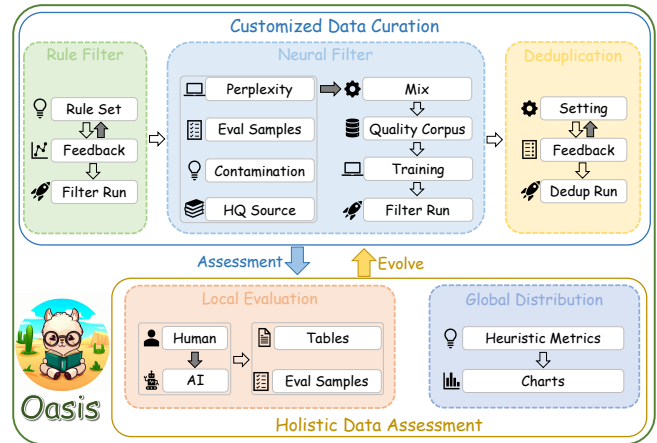 Customized Data Curation
Rule Filter
Rule Set
Feedback
Filter Run
Neural Filter
Perplexity
Eval Samples
Contamination
HQ Source
Mix
Quality Corpus
Training
Filter Run
Deduplication
Setting
Feedback
Dedup Run
Assessment
Evolve
Local Evaluation
Human
AI
Tables
Eval Samples
Global Distribution
Heuristic Metrics
Charts
Oasis
Holistic Data Assessment